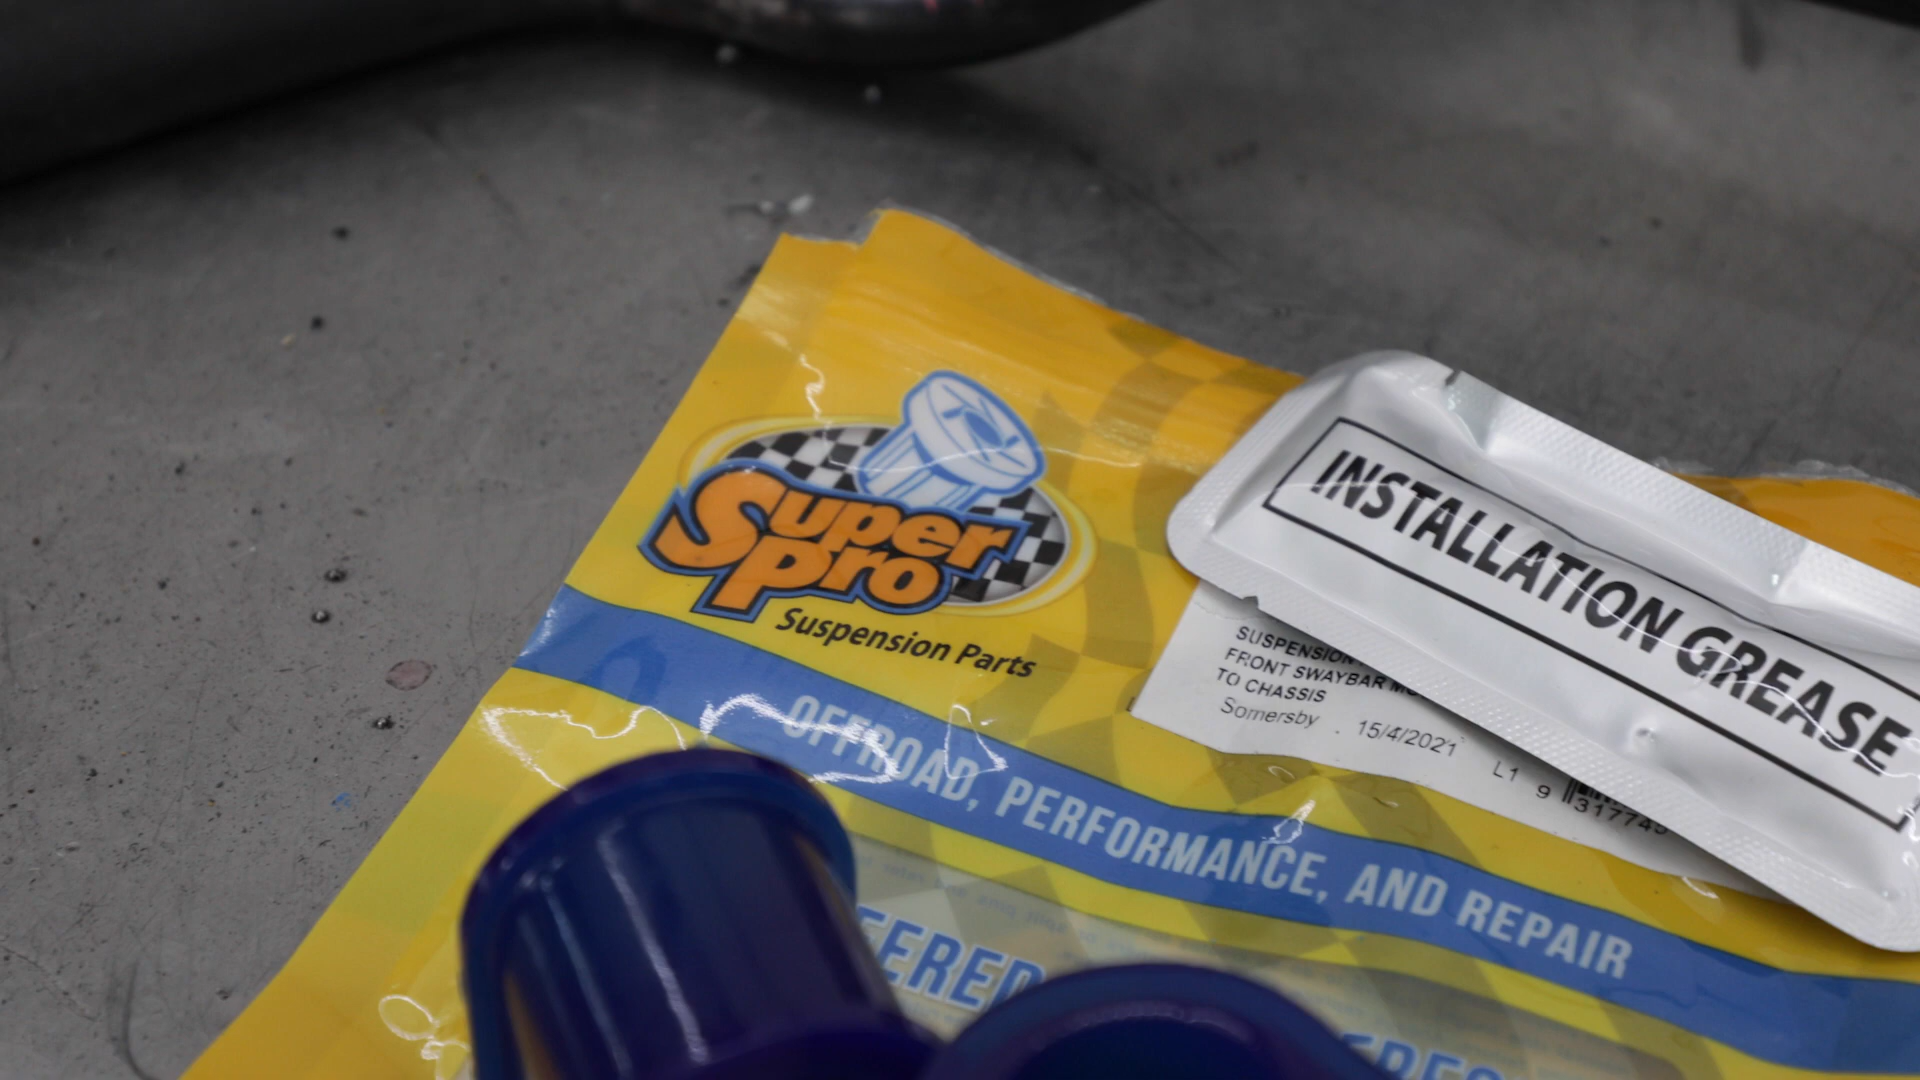 Super
Pro
Suspension Parts
INSTALLATION GREASE
SUSPENSION
FRONT SWAYBAR
TO CHASSIS
Somersby . 15/4/2021
L1
9 317745
OFFROAD, PERFORMANCE, AND REPAIR